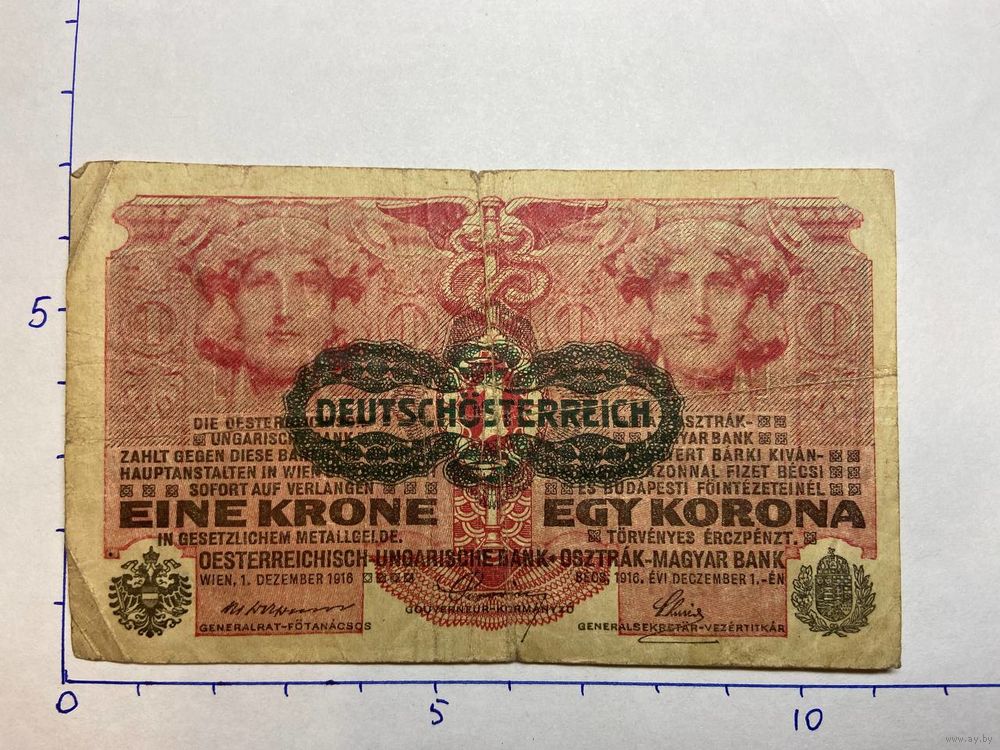 5
DEUTSCHÖSTERREICH
DIE OESTER
UNGARISCH BANK
ZAHLT GEGEN DIESE BA
HAUPTANSTALTEN IN WIEN
SOFORT AUF VERLANGEN
EINE KRONE
IN GESETZLICHEM METALLGELDE.
OSZTRÁK-
MAGYAR BANK
BÁRKI KIVÁN-
AZONNAL FIZET BÉCSI
ÉS BUDAPESTI FŐINTÉZETEINÉL
EGY KORONA
TÖRVÉNYES ÉRCZPÉNZT.
OESTERREICHISCH-UNGARISCHE BANK • OSZTRÁK-MAGYAR BANK
WIEN, 1. DEZEMBER 1916
BÉCS, 1916. ÉVI DECZEMBER 1.-ÉN
GOUVERNEUR-KORMÁNYZÓ
GENERALRAT-FŐTANÁCSOS
GENERALSEKRETÄR-VEZÉRTITKÁR
0 5 10
www.ay.by